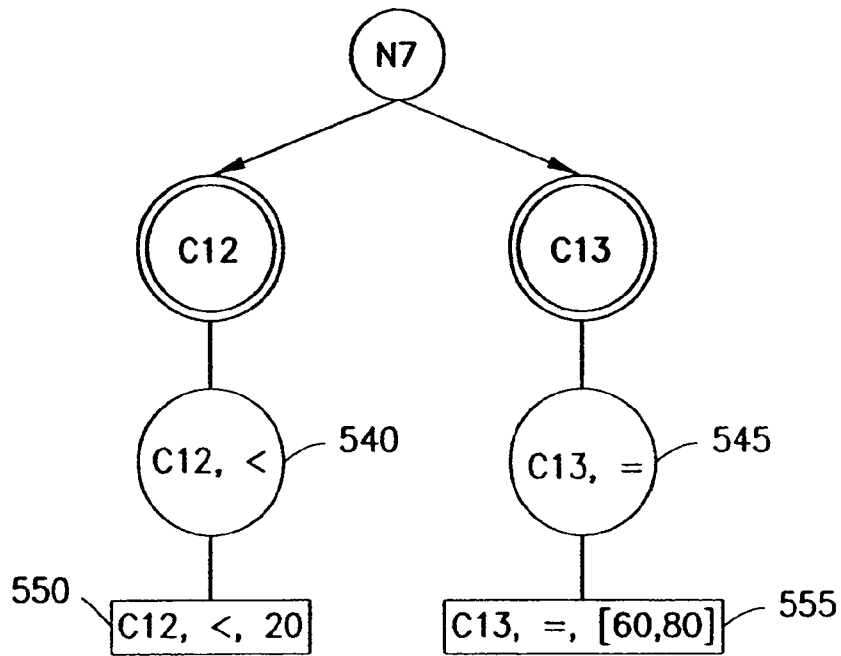 N7
C12
C13
C12, <
540
C13, =
545
550
C12, <, 20
C13, =, [60,80]
555